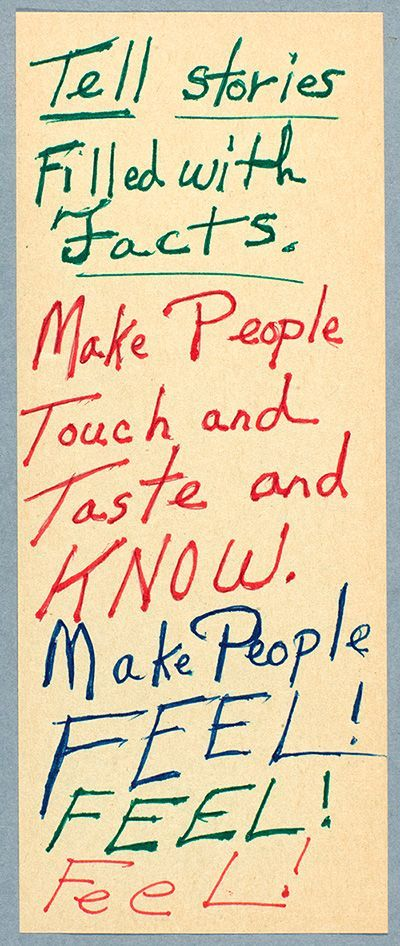 Tell stories
Filled with
Facts.
Make People
Touch and
Taste and
KNOW.
Make People
FEEL!
FEEL!
FeeL!